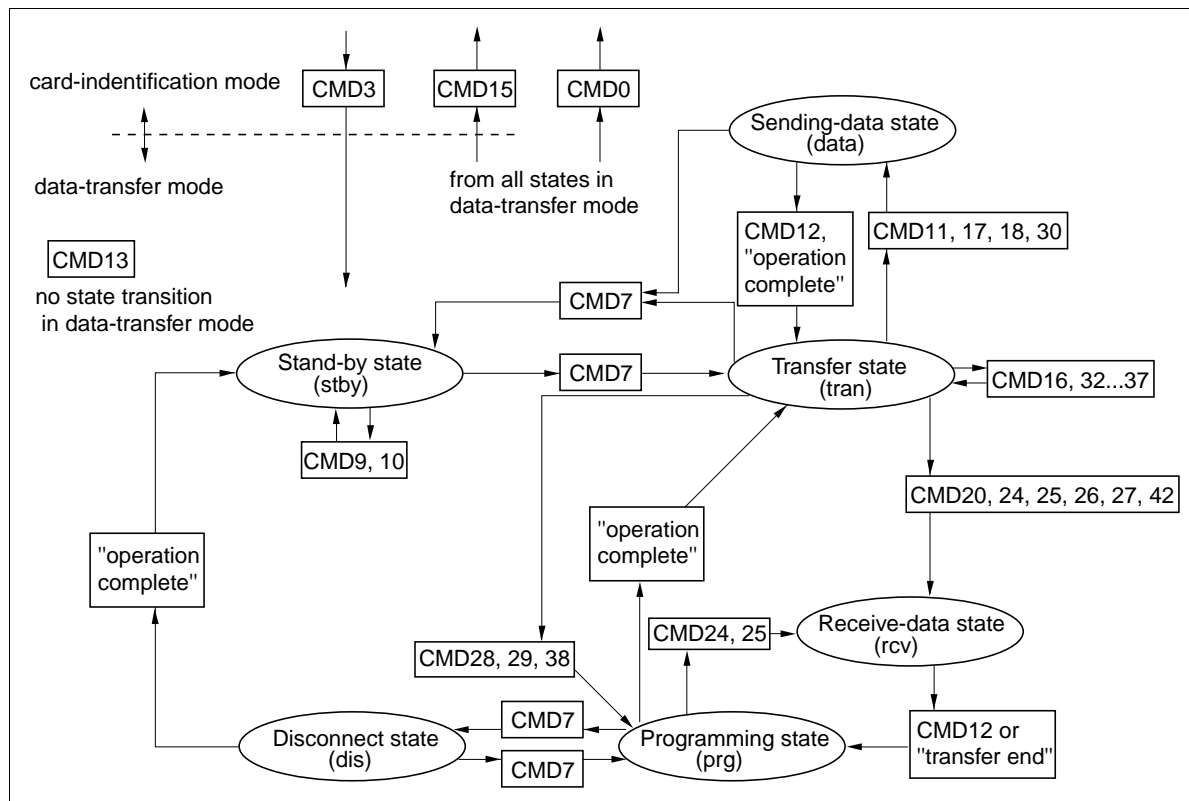 card-indentification mode
CMD3
CMD15
CMD0
data-transfer mode
from all states in
data-transfer mode
Sending-data state
(data)
CMD12,
"operation
complete"
CMD11, 17, 18, 30
CMD13
no state transition
in data-transfer mode
CMD7
Stand-by state
(stby)
CMD7
Transfer state
(tran)
CMD16, 32...37
CMD9, 10
CMD20, 24, 25, 26, 27, 42
"operation
complete"
"operation
complete"
CMD28, 29, 38
CMD24, 25
Receive-data state
(rcv)
CMD7
Disconnect state
(dis)
CMD7
Programming state
(prg)
CMD12 or
"transfer end"